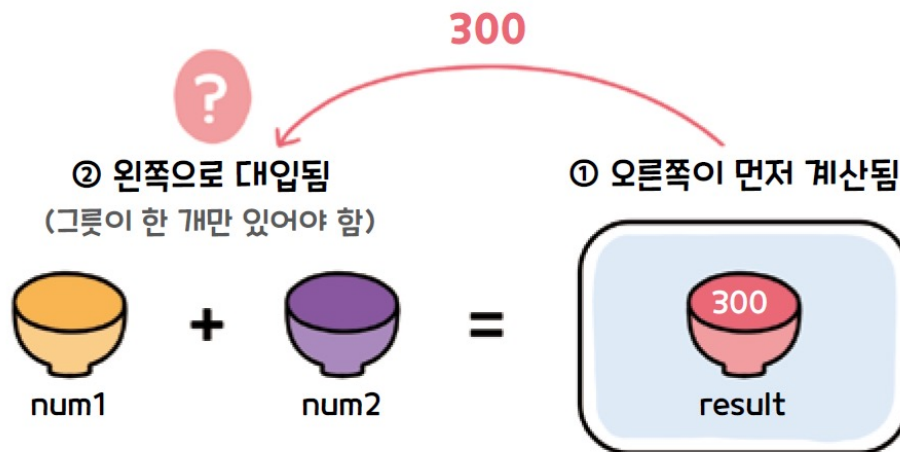 300
?
② 왼쪽으로 대입됨
(그릇이 한 개만 있어야 함)
① 오른쪽이 먼저 계산됨
300
+
=
num1
num2
result